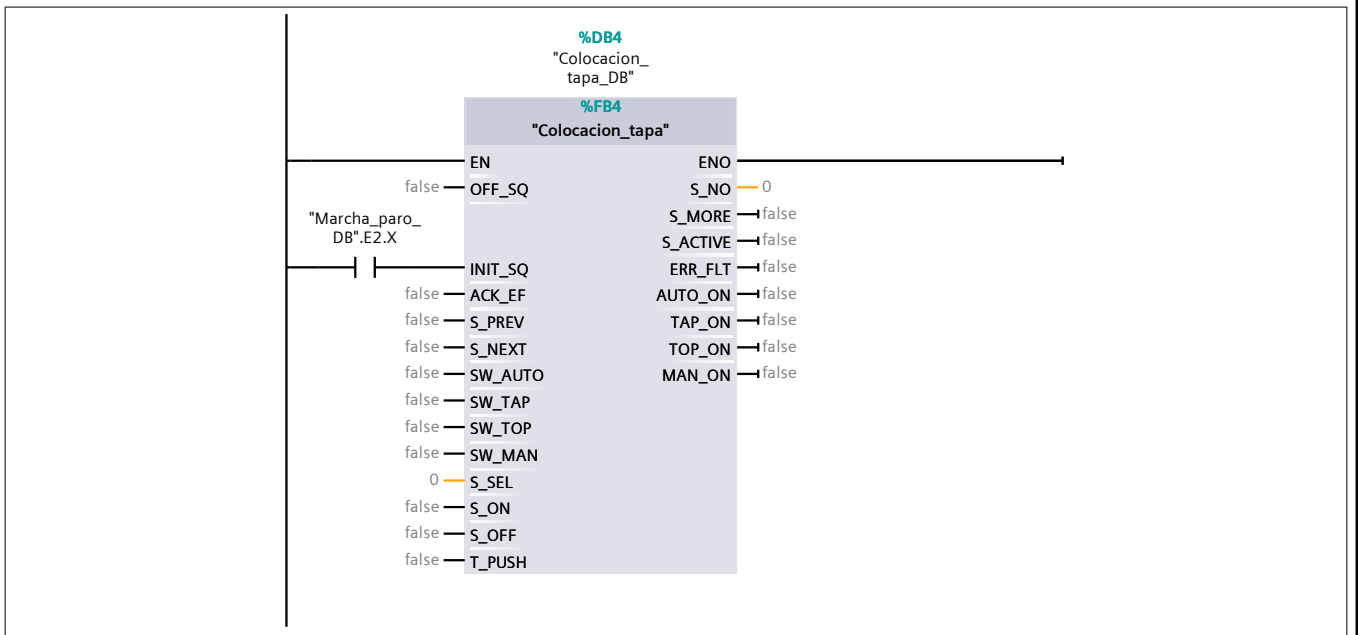 %DB4
"Colocacion_
tapa_DB"
%FB4
"Colocacion_tapa"
EN ENO
false OFF_SQ S_NO 0
S_MORE false
"Marcha_paro_
DB".E2.X
S_ACTIVE false
INIT_SQ ERR_FLT false
false ACK_EF AUTO_ON false
false S_PREV TAP_ON false
false S_NEXT TOP_ON false
false SW_AUTO MAN_ON false
false SW_TAP
false SW_TOP
false SW_MAN
0 S_SEL
false S_ON
false S_OFF
false T_PUSH